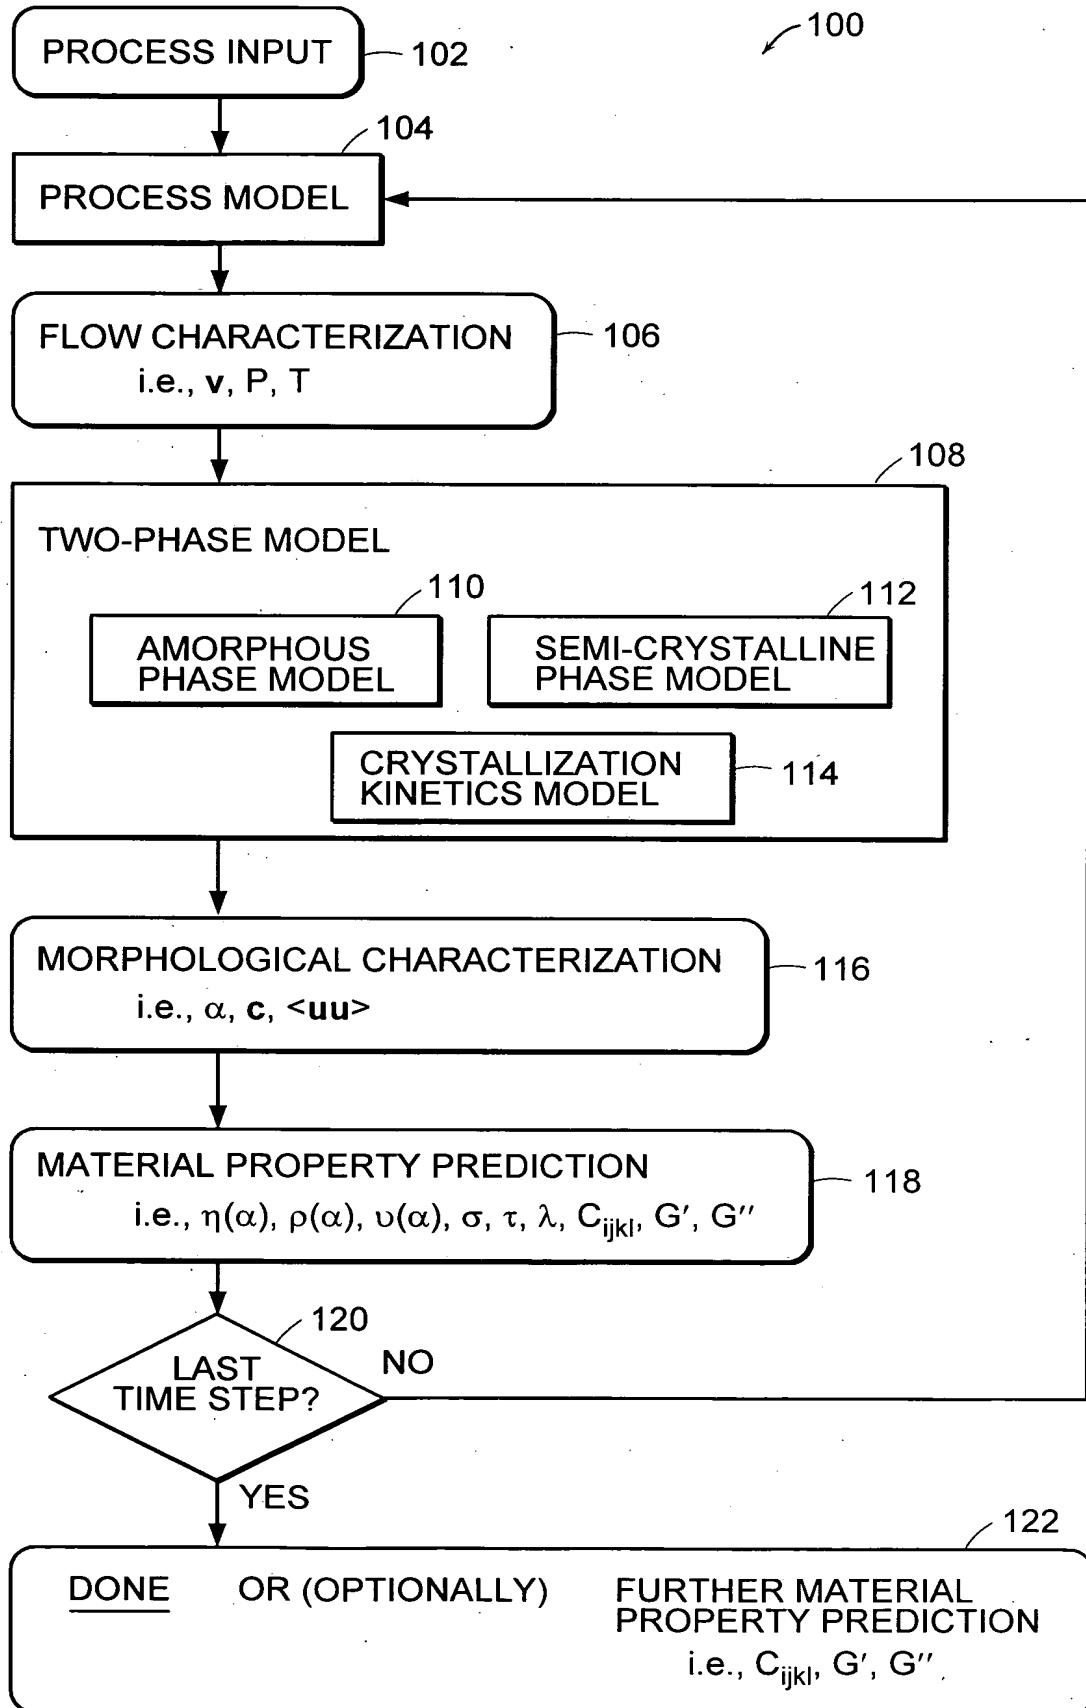 100
PROCESS INPUT
102
104
PROCESS MODEL
FLOW CHARACTERIZATION
i.e., v, P, T
106
108
TWO-PHASE MODEL
110
AMORPHOUS
PHASE MODEL
112
SEMI-CRYSTALLINE
PHASE MODEL
CRYSTALLIZATION
KINETICS MODEL
114
MORPHOLOGICAL CHARACTERIZATION
i.e., α, c, <uu>
116
MATERIAL PROPERTY PREDICTION
i.e., η(α), ρ(α), υ(α), σ, τ, λ, Cijkl, G′, G′′
118
120
LAST
TIME STEP?
NO
YES
122
DONE OR (OPTIONALLY) FURTHER MATERIAL
PROPERTY PREDICTION
i.e., Cijkl, G′, G′′